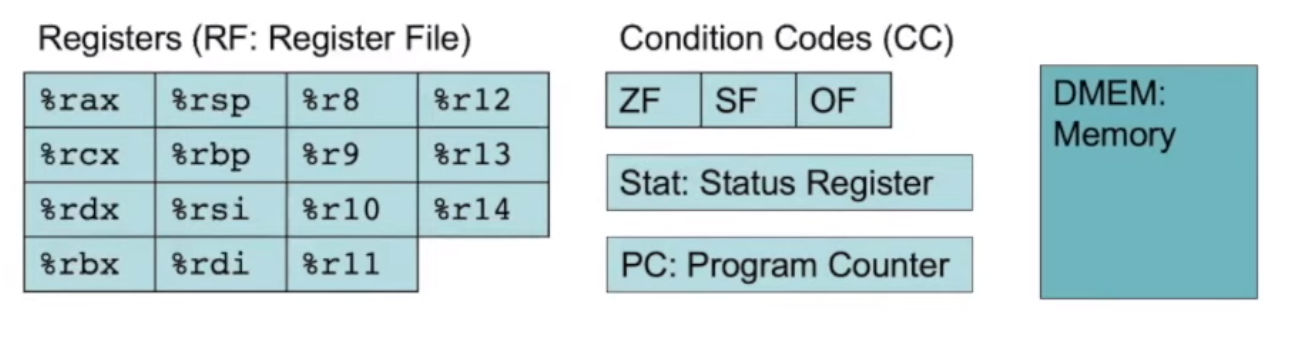 Registers (RF: Register File)
%rax %rsp %r8 %r12
%rcx %rbp %r9 %r13
%rdx %rsi %r10 %r14
%rbx %rdi %r11
Condition Codes (CC)
ZF SF OF
Stat: Status Register
PC: Program Counter
DMEM:
Memory